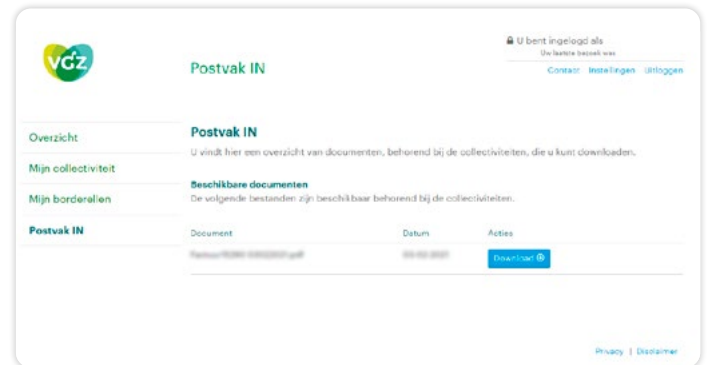 VGZ
U bent ingelogd als
Uw laatste bezoek was
Postvak IN
Contact Instellingen Uitloggen
Overzicht
Mijn collectiviteit
Mijn borderellen
Postvak IN
Postvak IN
U vindt hier een overzicht van documenten, behorend bij de collectiviteiten, die u kunt downloaden.
Beschikbare documenten
De volgende bestanden zijn beschikbaar behorend bij de collectiviteiten.
Document Datum Acties
Download
Privacy | Disclaimer